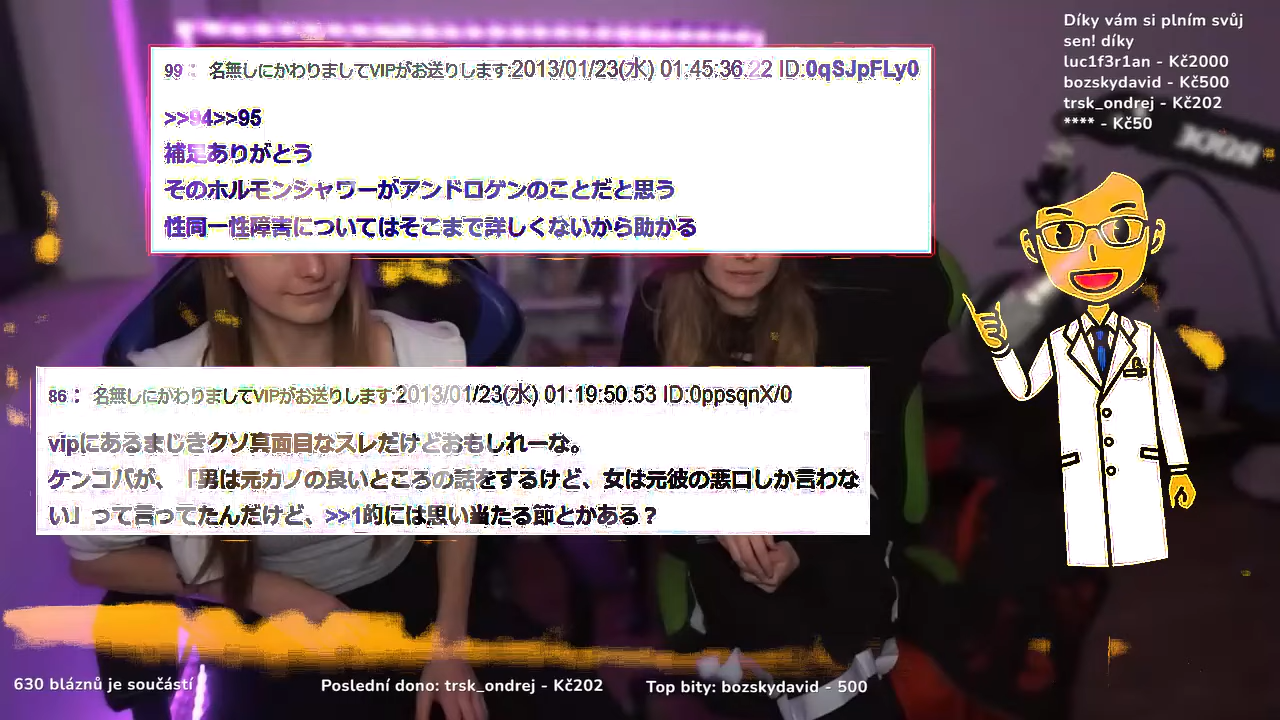 Díky vám si plním svůj
sen! díky
luc1f3r1an - Kč2000
bozskydavid - Kč500
trsk_ondrej - Kč202
**** - Kč50
99： 名無しにかわりましてVIPがお送りします:2013/01/23(水) 01:45:36.22 ID:0qSJpFLy0
>>94>>95
補足ありがとう
そのホルモンシャワーがアンドロゲンのことだと思う
性同一性障害についてはそこまで詳しくないから助かる
86： 名無しにかわりましてVIPがお送りします:2013/01/23(水) 01:19:50.53 ID:0ppsqnX/0
vipにあるまじきクソ真面目なスレだけどおもしれーな。
ケンコバが、「男は元カノの良いところの話をするけど、女は元彼の悪口しか言わな
い」って言ってたんだけど、>>1的には思い当たる節とかある？
630 bláznů je součástí
Poslední dono: trsk_ondrej - Kč202
Top bity: bozskydavid - 500